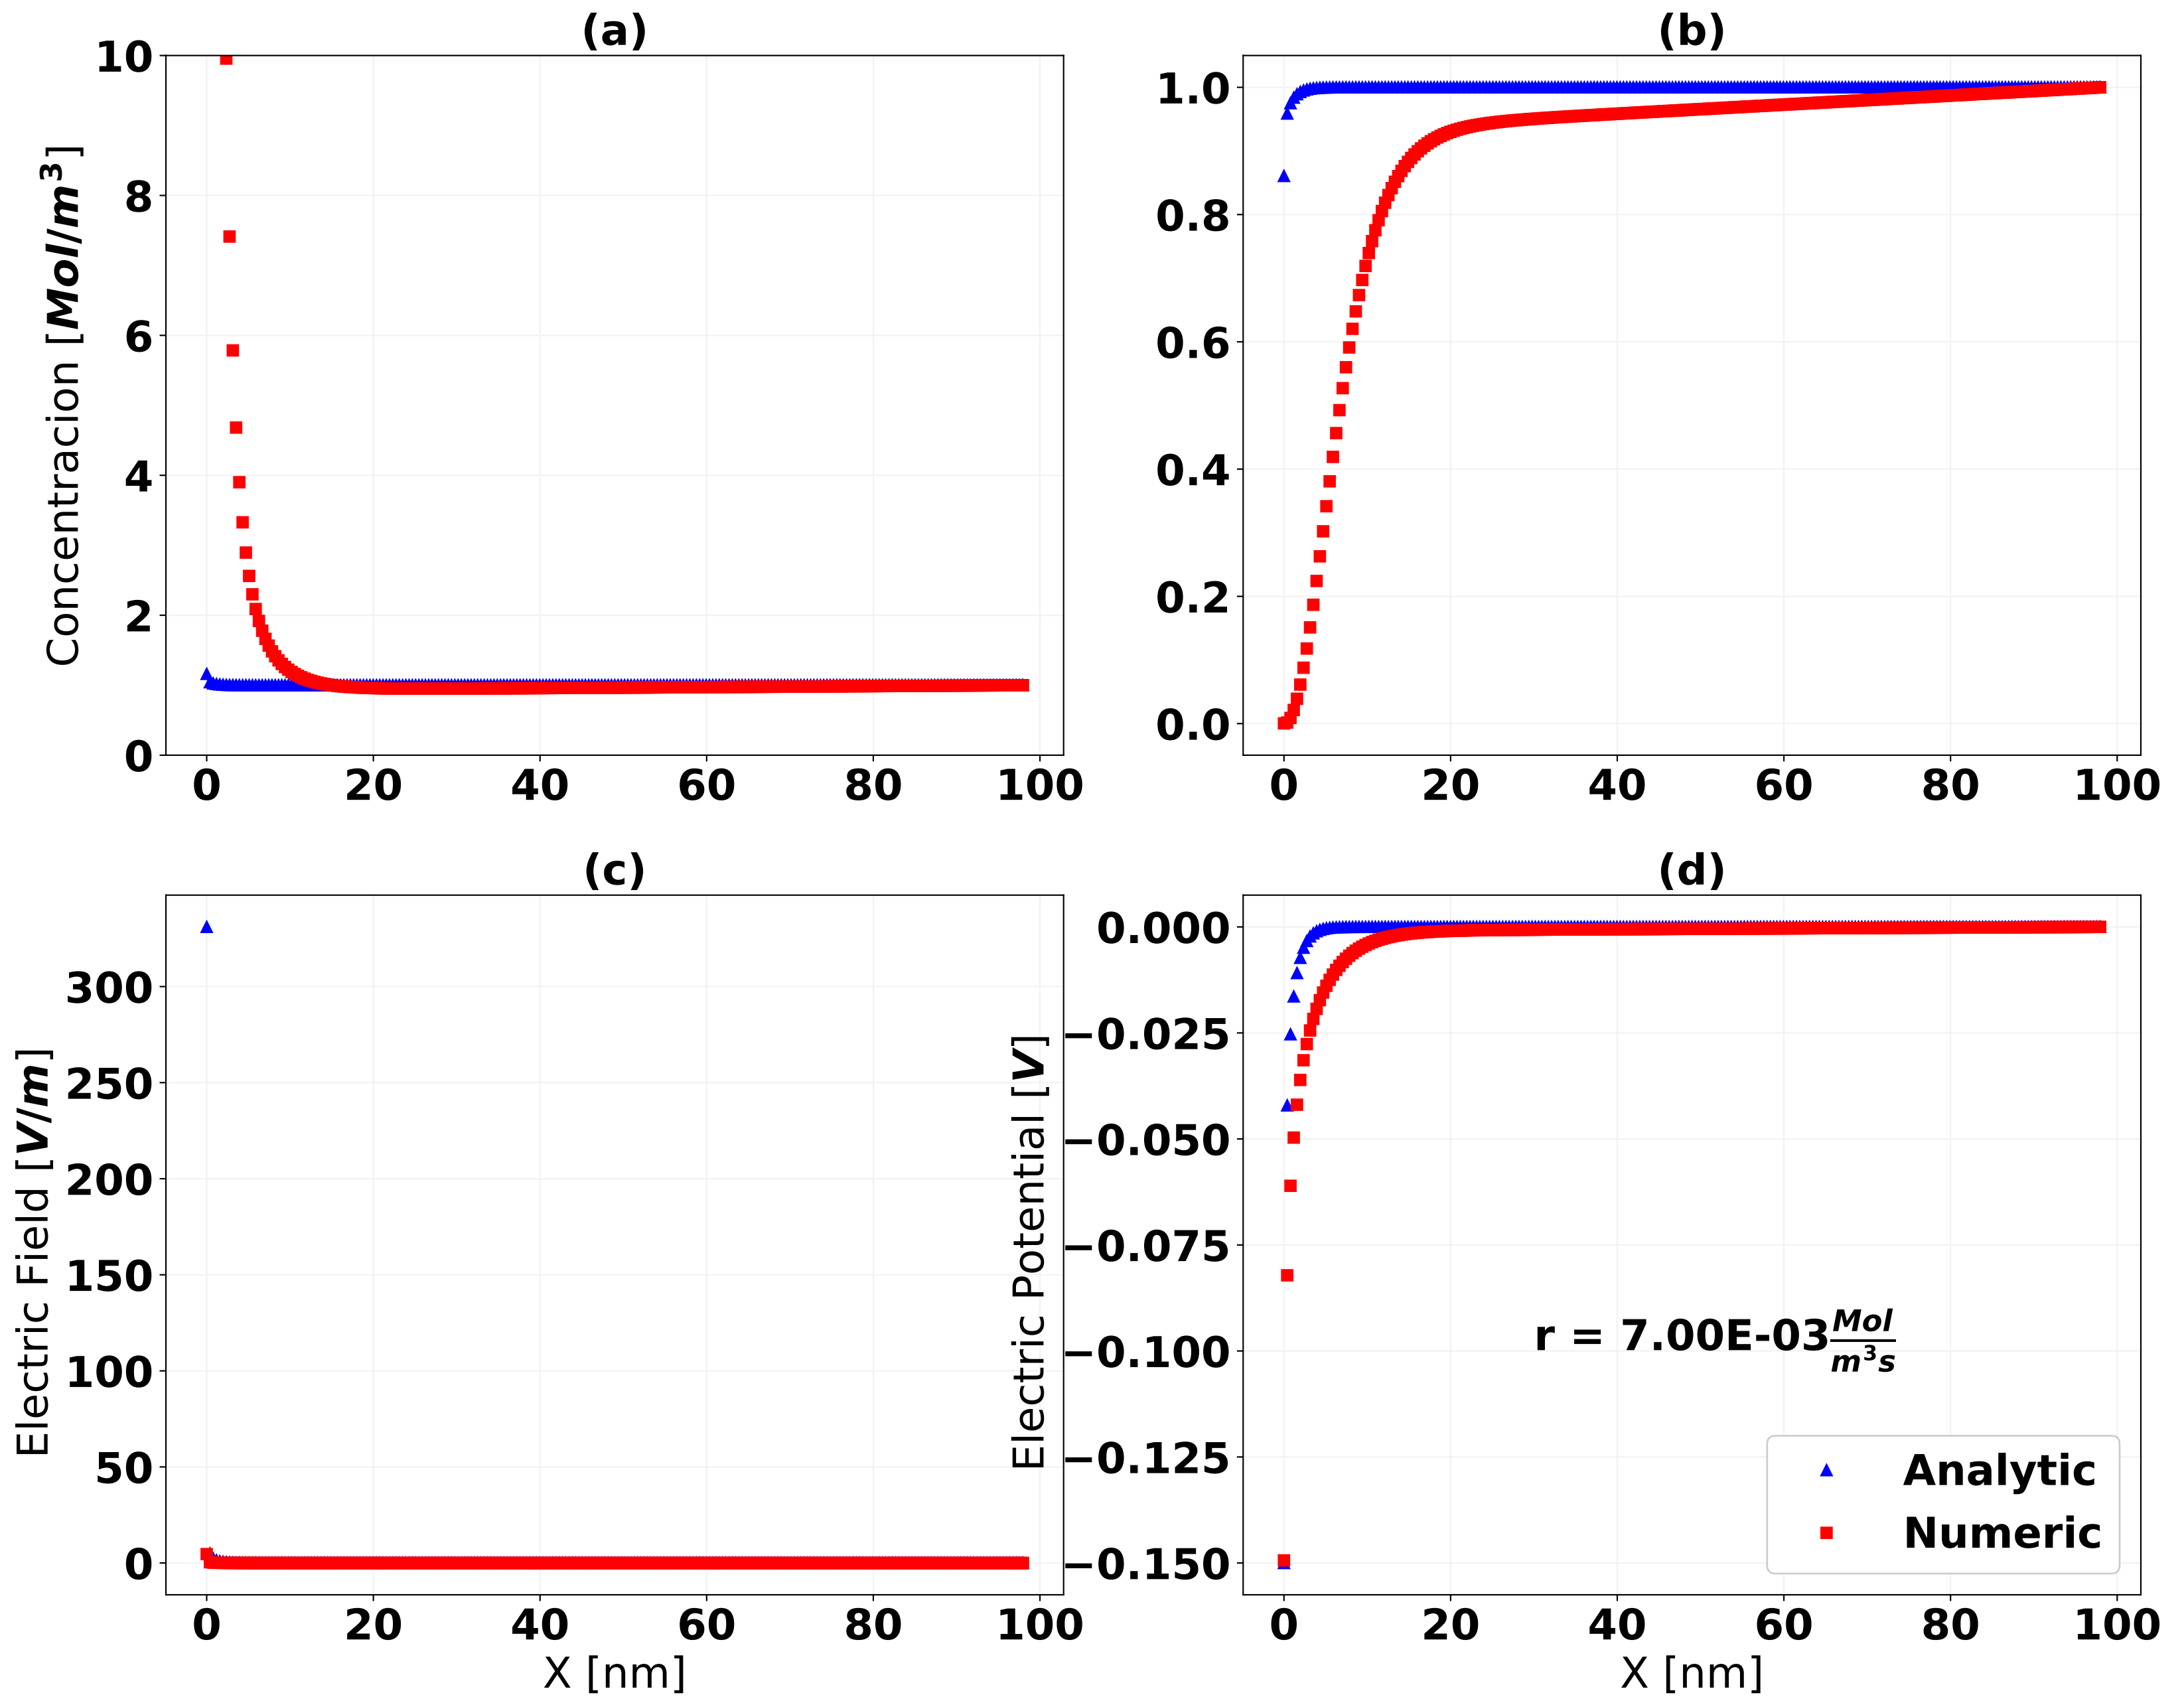 (a)
10
8
6
4
2
0
Concentracion [Mol/m³]
0 20 40 60 80 100
(b)
1.0
0.8
0.6
0.4
0.2
0.0
0 20 40 60 80 100
(c)
300
250
200
150
100
50
0
Electric Field [V/m]
0 20 40 60 80 100
X [nm]
(d)
0.000
−0.025
−0.050
−0.075
−0.100
−0.125
−0.150
Electric Potential [V]
r = 7.00E-03 Mol/m³s
Analytic
Numeric
0 20 40 60 80 100
X [nm]